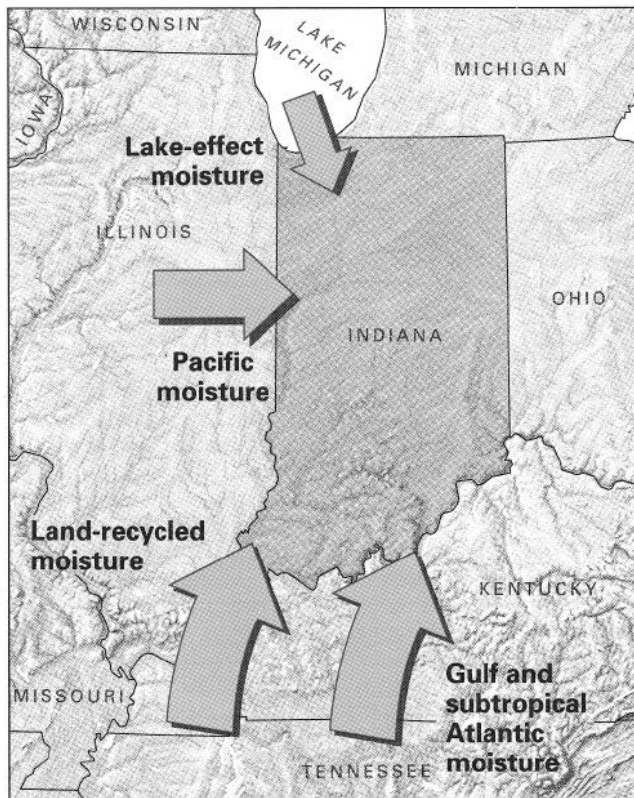 WISCONSIN
LAKE
MICHIGAN
MICHIGAN
IOWA
Lake-effect
moisture
ILLINOIS
OHIO
INDIANA
Pacific
moisture
Land-recycled
moisture
KENTUCKY
MISSOURI
Gulf and
subtropical
Atlantic
moisture
TENNESSEE